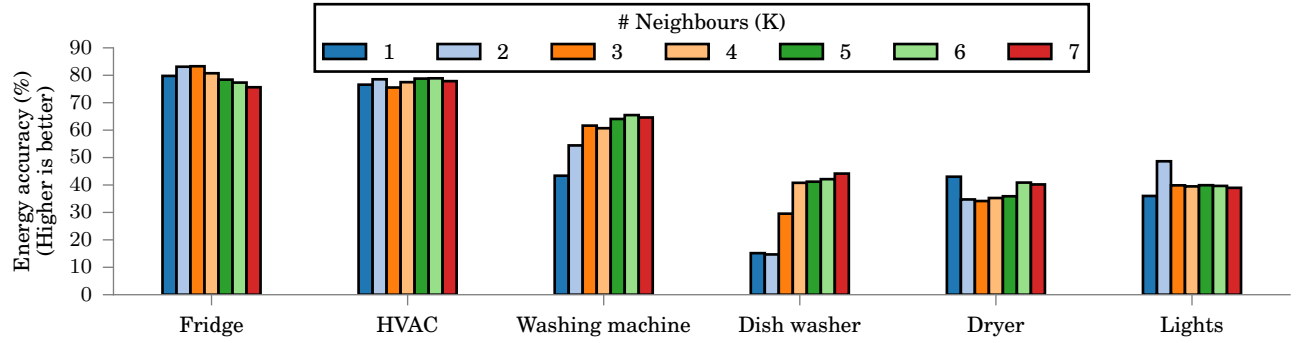 # Neighbours (K)
1 2 3 4 5 6 7
Energy accuracy (%)
(Higher is better)
90
80
70
60
50
40
30
20
10
0
Fridge HVAC Washing machine Dish washer Dryer Lights